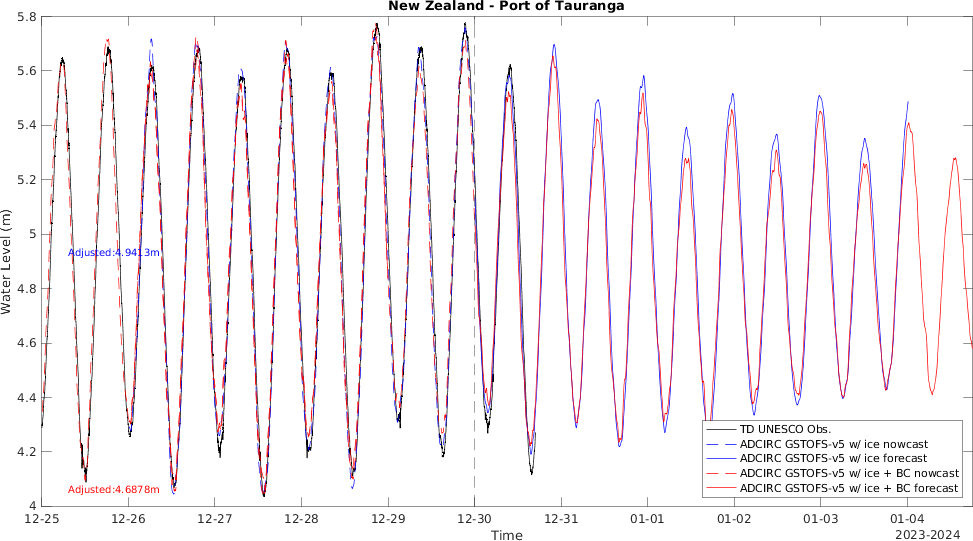 New Zealand - Port of Tauranga
5.8
5.6
5.4
5.2
5
4.8
4.6
4.4
4.2
4
Water Level (m)
Adjusted:4.9413m
Adjusted:4.6878m
TD UNESCO Obs.
ADCIRC GSTOFS-v5 w/ ice nowcast
ADCIRC GSTOFS-v5 w/ ice forecast
ADCIRC GSTOFS-v5 w/ ice + BC nowcast
ADCIRC GSTOFS-v5 w/ ice + BC forecast
12-25 12-26 12-27 12-28 12-29 12-30 12-31 01-01 01-02 01-03 01-04
Time
2023-2024